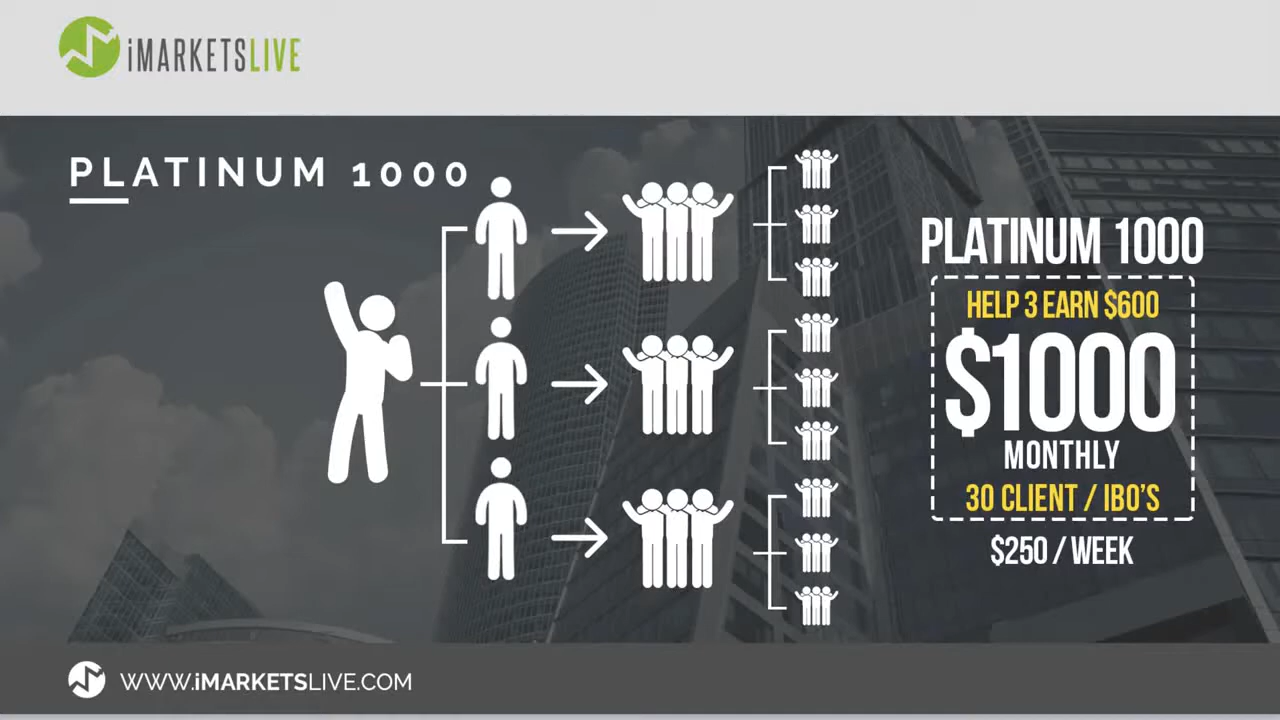 iMARKETSLIVE
PLATINUM 1000
PLATINUM 1000
HELP 3 EARN $600
$1000
MONTHLY
30 CLIENT / IBO'S
$250 / WEEK
WWW.iMARKETSLIVE.COM